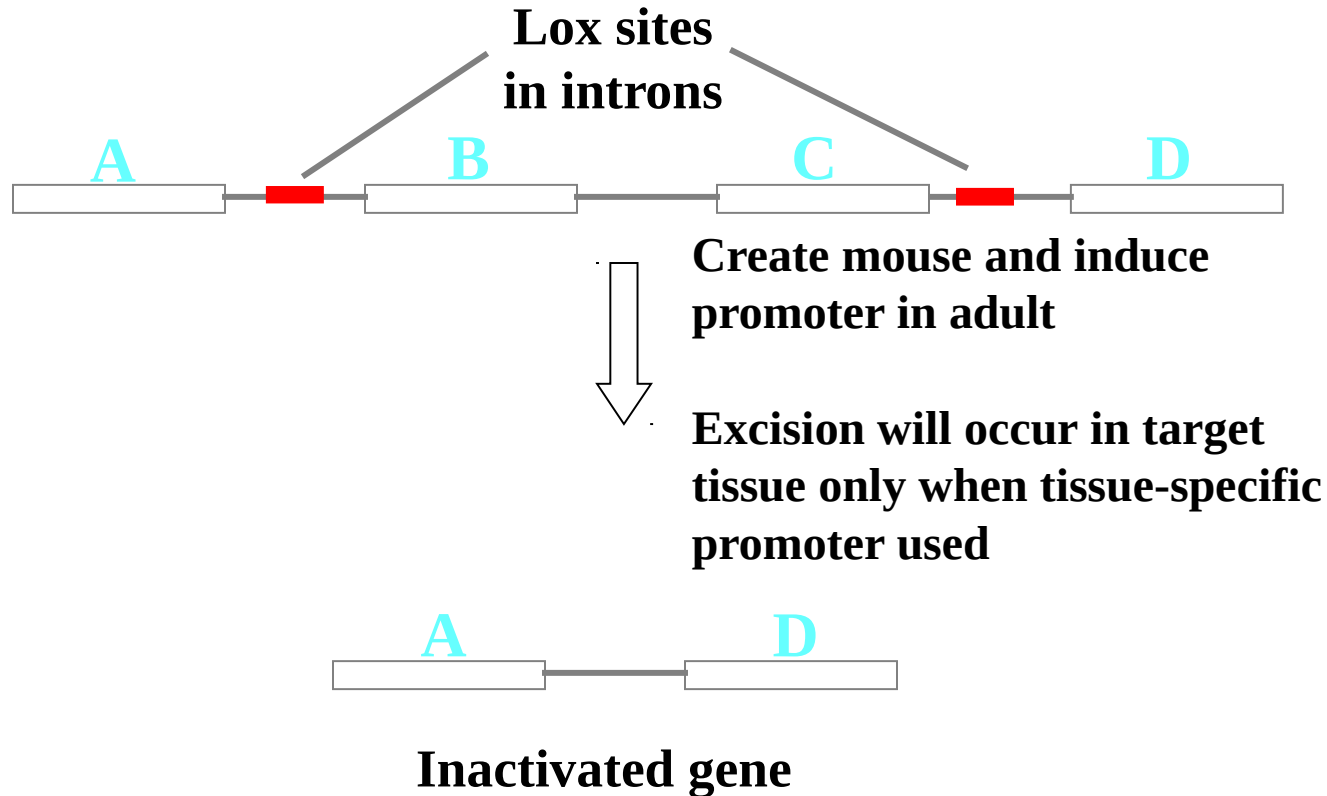 Lox sites
in introns
A
B
C
D
Create mouse and induce
promoter in adult
Excision will occur in target
tissue only when tissue-specific
promoter used
A
D
Inactivated gene